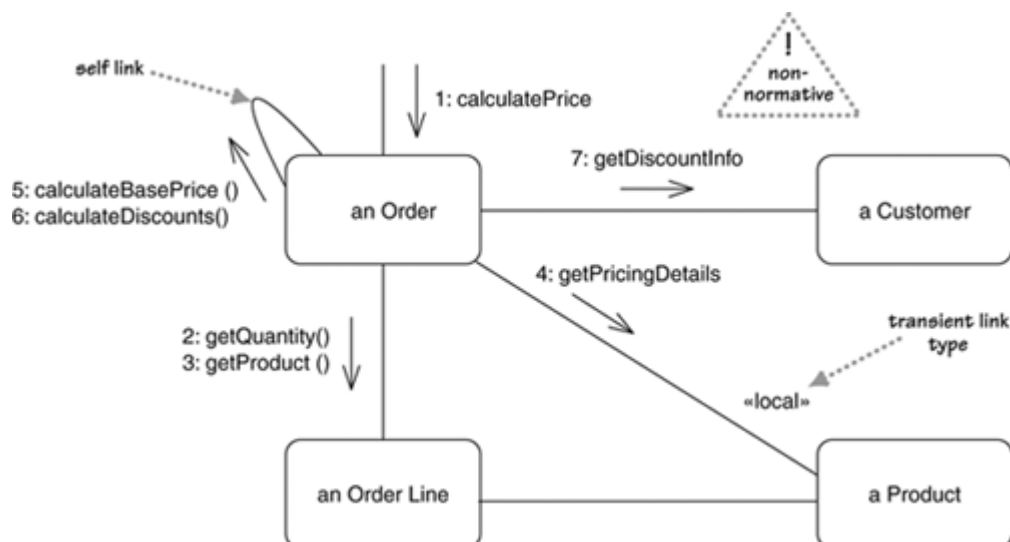 !
non-
normative
self link
1: calculatePrice
7: getDiscountInfo
5: calculateBasePrice ()
6: calculateDiscounts()
an Order
a Customer
4: getPricingDetails
2: getQuantity()
3: getProduct ()
transient link
type
«local»
an Order Line
a Product